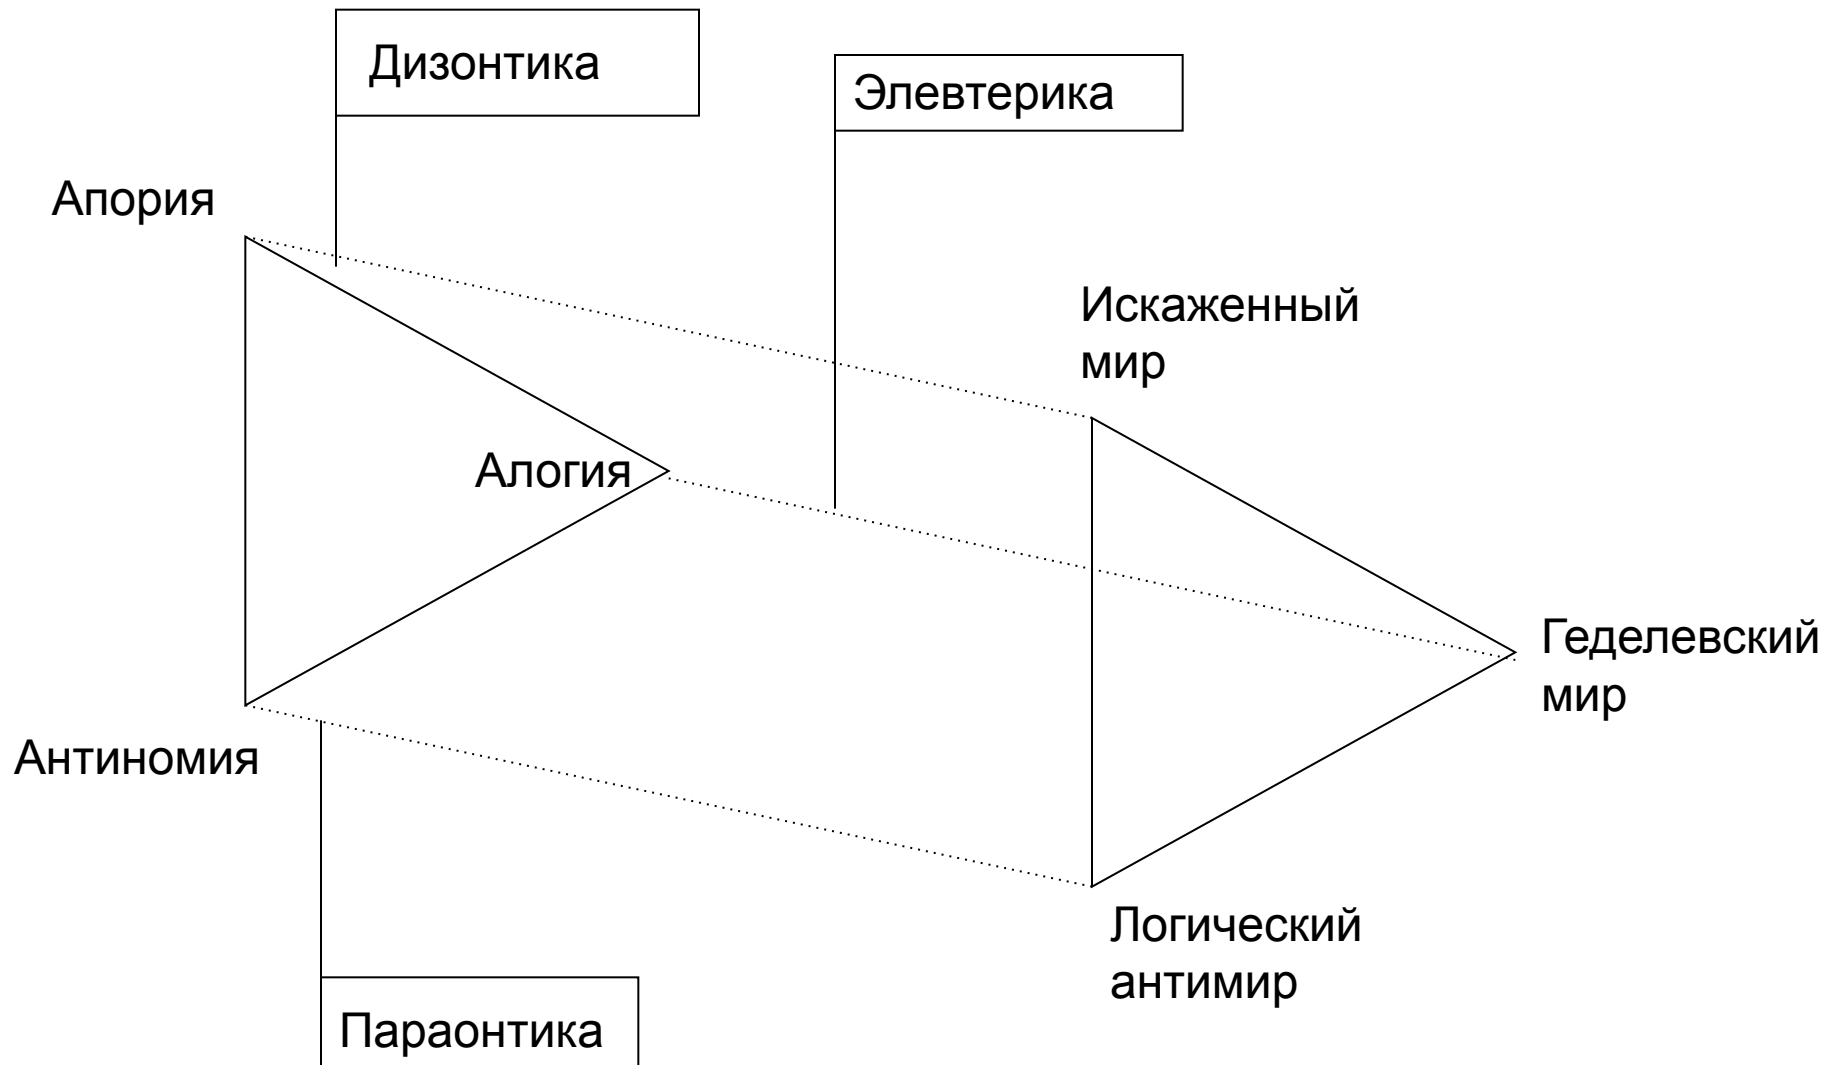 Дизонтика
Элевтерика
Апория
Искаженный
мир
Алогия
Геделевский
мир
Антиномия
Логический
антимир
Параонтика